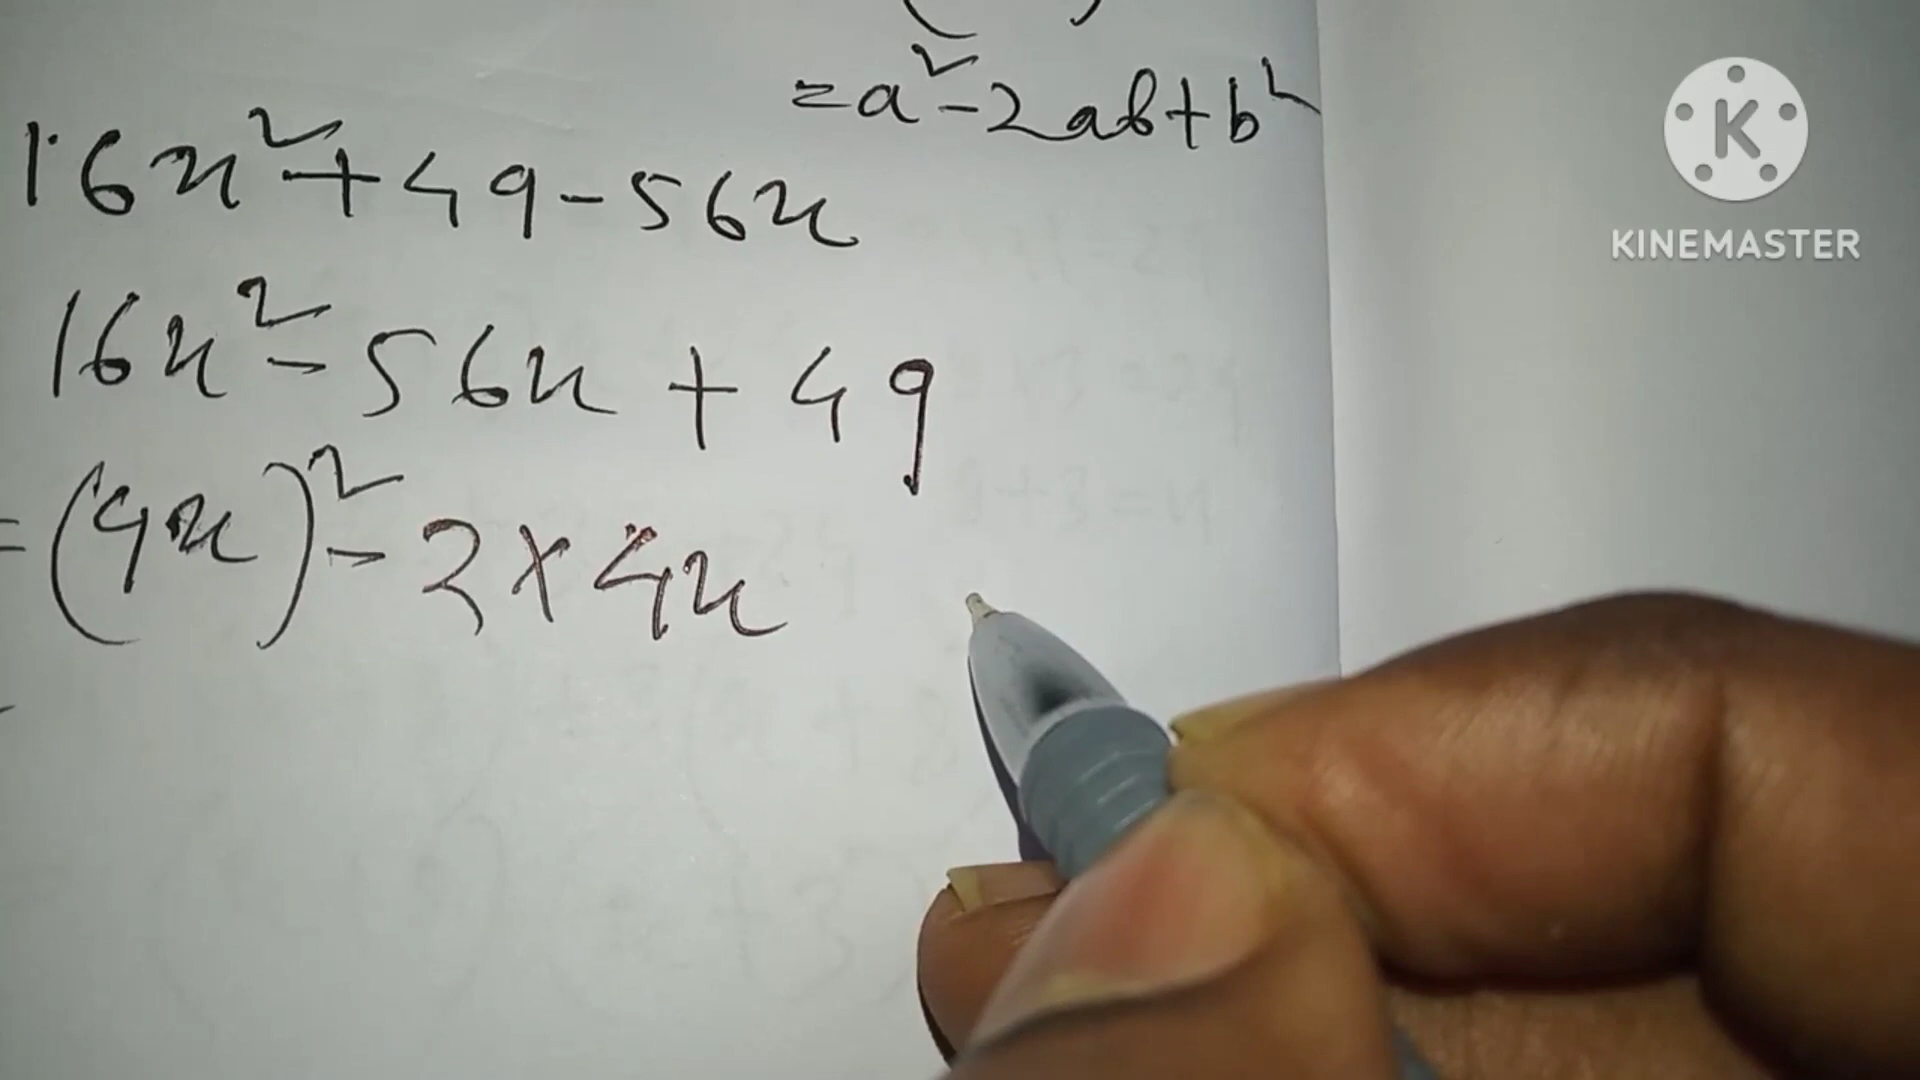 =a²-2ab+b²
16x²+49-56x
16x²-56x+49
=(4x)²-2×4x
K
KINEMASTER